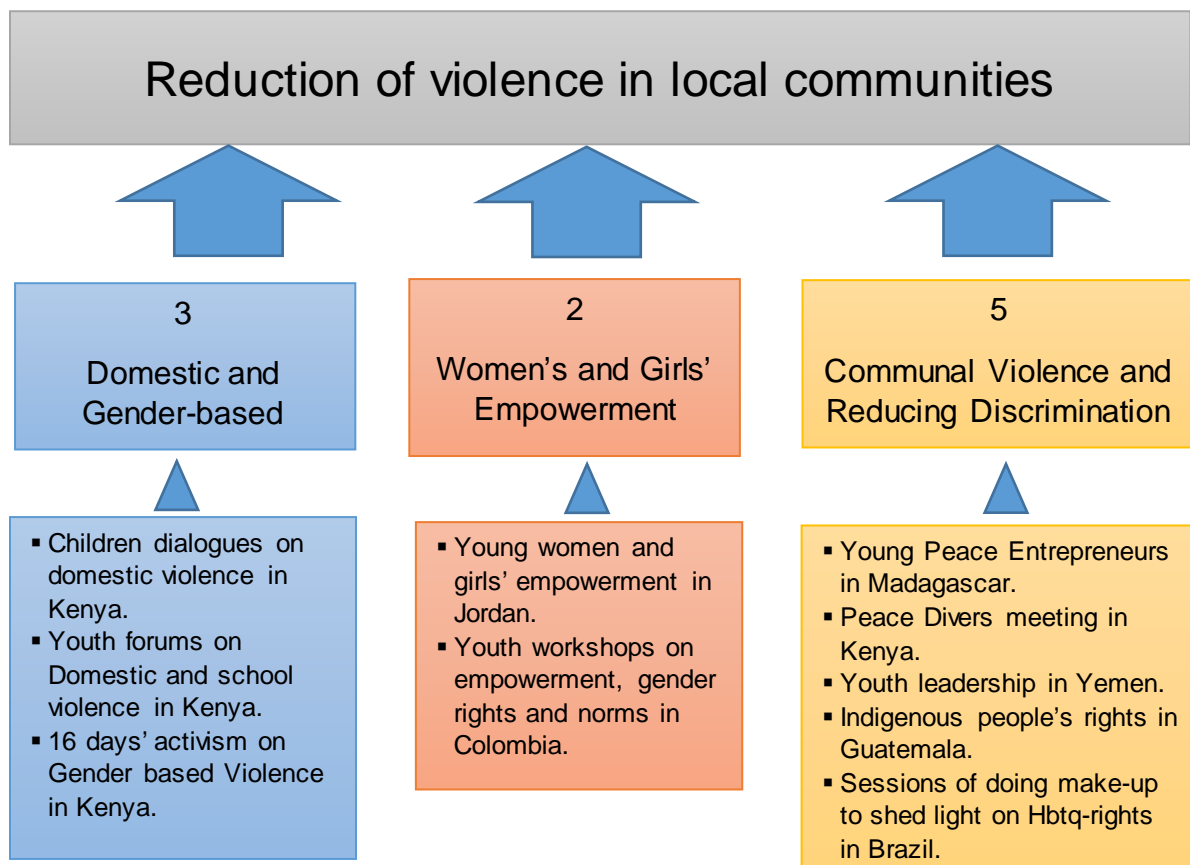 Reduction of violence in local communities
3
Domestic and
Gender-based
2
Women’s and Girls’
Empowerment
5
Communal Violence and
Reducing Discrimination
▪ Children dialogues on
domestic violence in
Kenya.
▪ Youth forums on
Domestic and school
violence in Kenya.
▪ 16 days’ activism on
Gender based Violence
in Kenya.
▪ Young women and
girls’ empowerment in
Jordan.
▪ Youth workshops on
empowerment, gender
rights and norms in
Colombia.
▪ Young Peace Entrepreneurs
in Madagascar.
▪ Peace Divers meeting in
Kenya.
▪ Youth leadership in Yemen.
▪ Indigenous people’s rights in
Guatemala.
▪ Sessions of doing make-up
to shed light on Hbtq-rights
in Brazil.